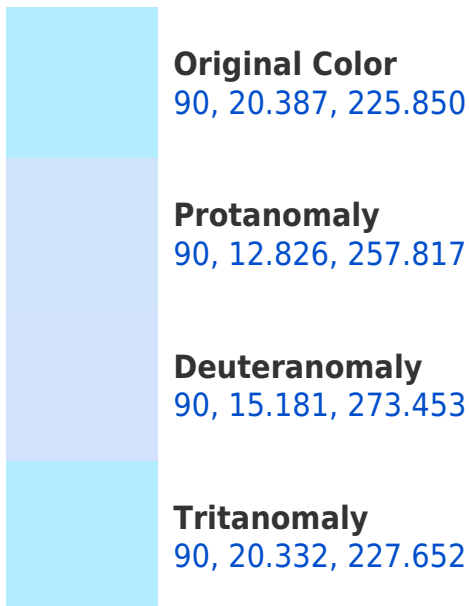 Original Color
90, 20.387, 225.850
Protanomaly
90, 12.826, 257.817
Deuteranomaly
90, 15.181, 273.453
Tritanomaly
90, 20.332, 227.652